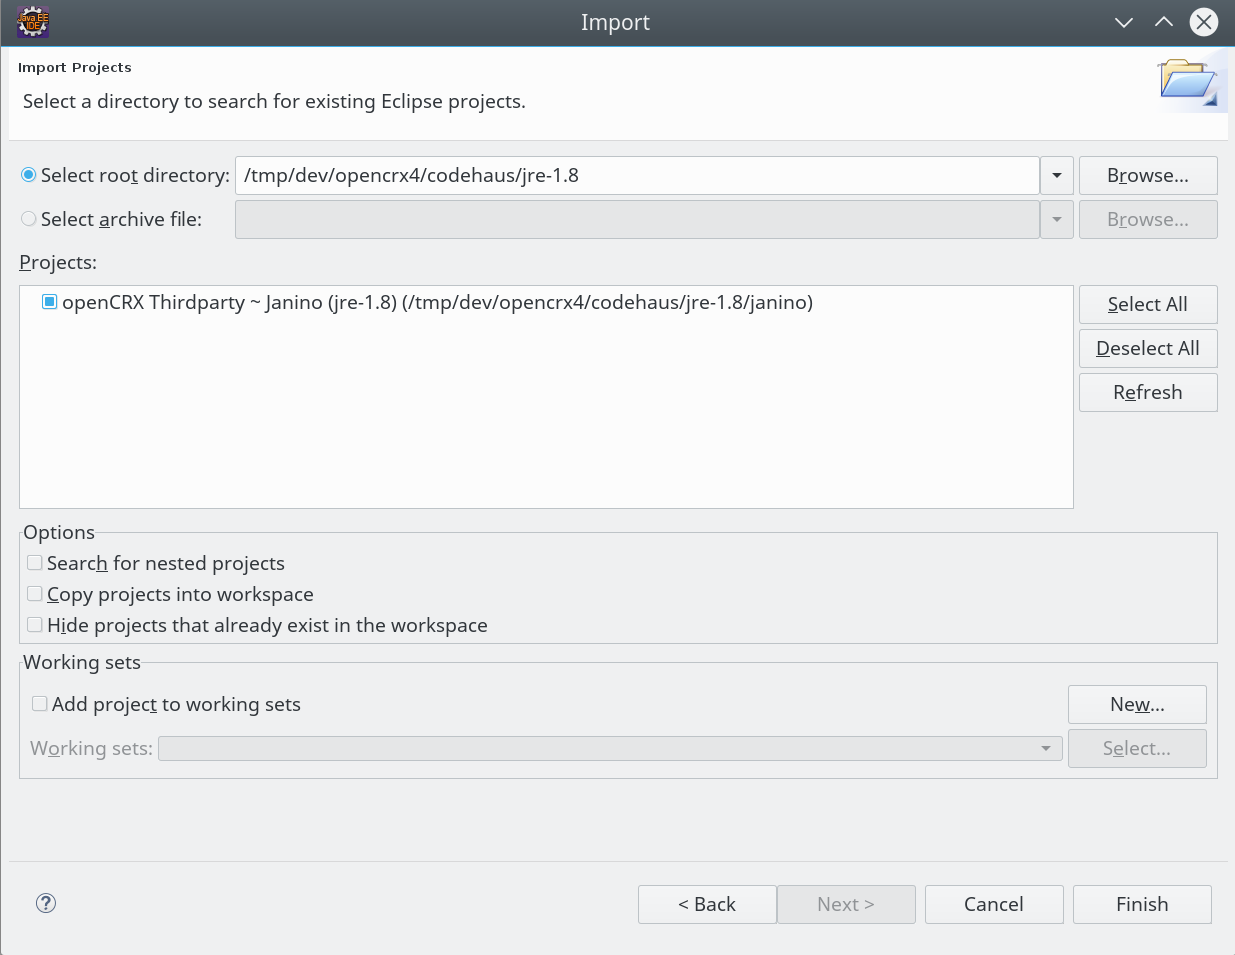 Java EE
IDE
Import
Import Projects
Select a directory to search for existing Eclipse projects.
Select root directory: /tmp/dev/opencrx4/codehaus/jre-1.8 Browse...
Select archive file: Browse...
Projects:
openCRX Thirdparty ~ Janino (jre-1.8) (/tmp/dev/opencrx4/codehaus/jre-1.8/janino)
Select All
Deselect All
Refresh
Options
Search for nested projects
Copy projects into workspace
Hide projects that already exist in the workspace
Working sets
Add project to working sets New...
Working sets: Select...
? < Back Next > Cancel Finish